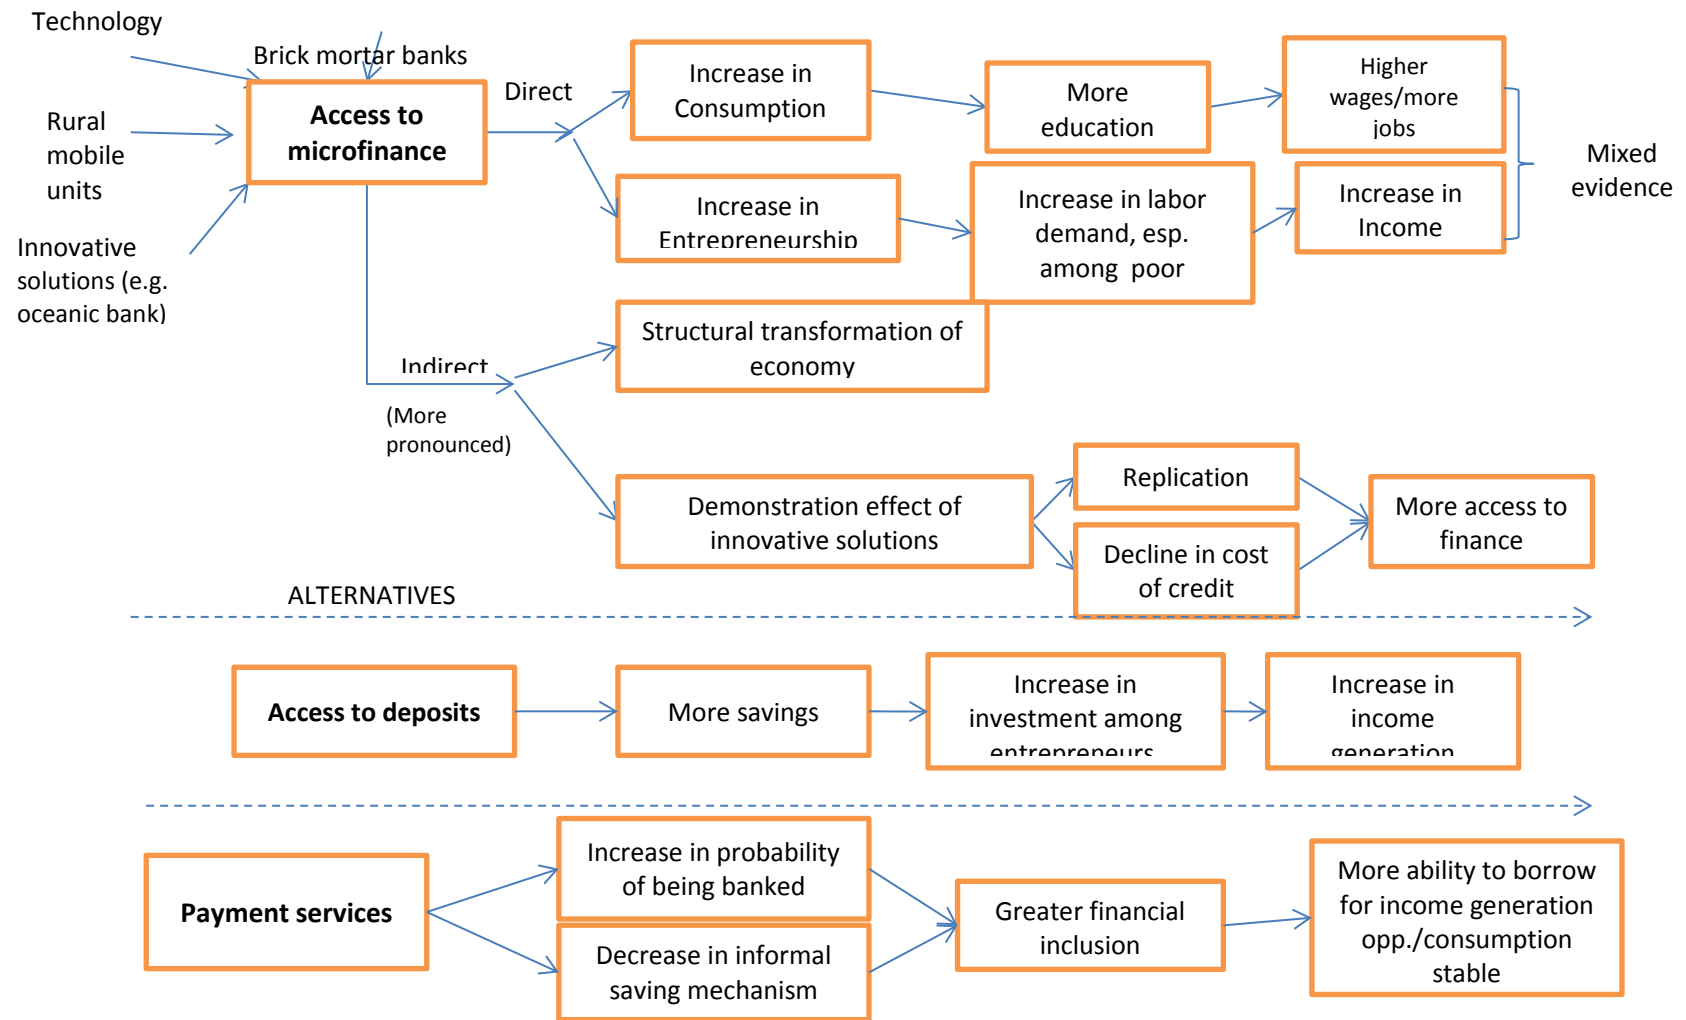 Technology
Brick mortar banks
Access to
microfinance
Rural
mobile
units
Innovative
solutions (e.g.
oceanic bank)
Direct
Increase in
Consumption
More
education
Higher
wages/more
jobs
Increase in
Entrepreneurship
Increase in labor
demand, esp.
among poor
Increase in
Income
Mixed
evidence
Indirect
(More
pronounced)
Structural transformation of
economy
Demonstration effect of
innovative solutions
Replication
Decline in cost
of credit
More access to
finance
ALTERNATIVES
Access to deposits
More savings
Increase in
investment among
entrepreneurs
Increase in
income
generation
Payment services
Increase in probability
of being banked
Decrease in informal
saving mechanism
Greater financial
inclusion
More ability to borrow
for income generation
opp./consumption
stable